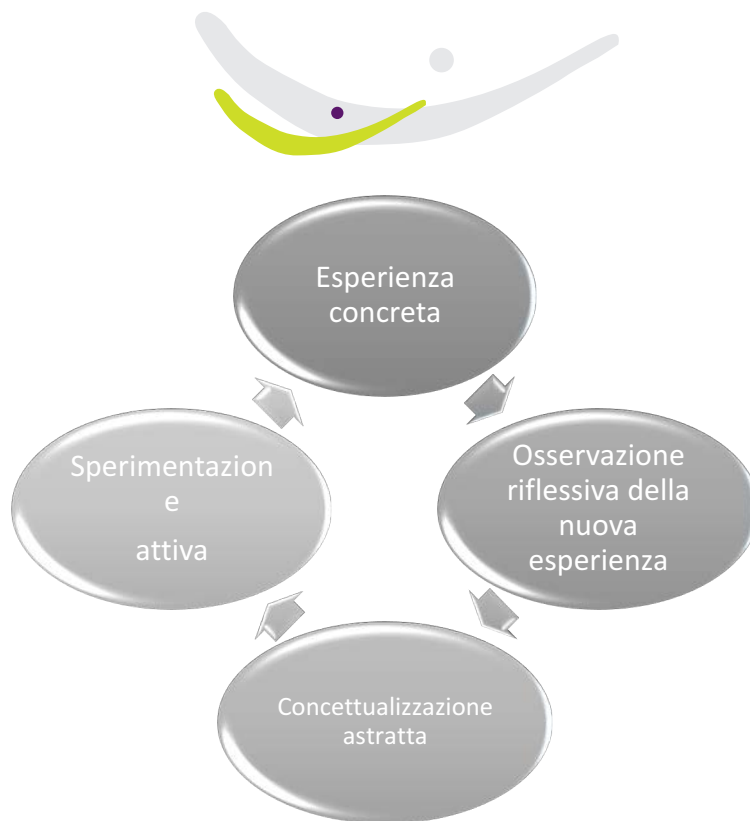 Esperienza
concreta
Osservazione
riflessiva della
nuova
esperienza
Concettualizzazione
astratta
Sperimentazion
e
attiva